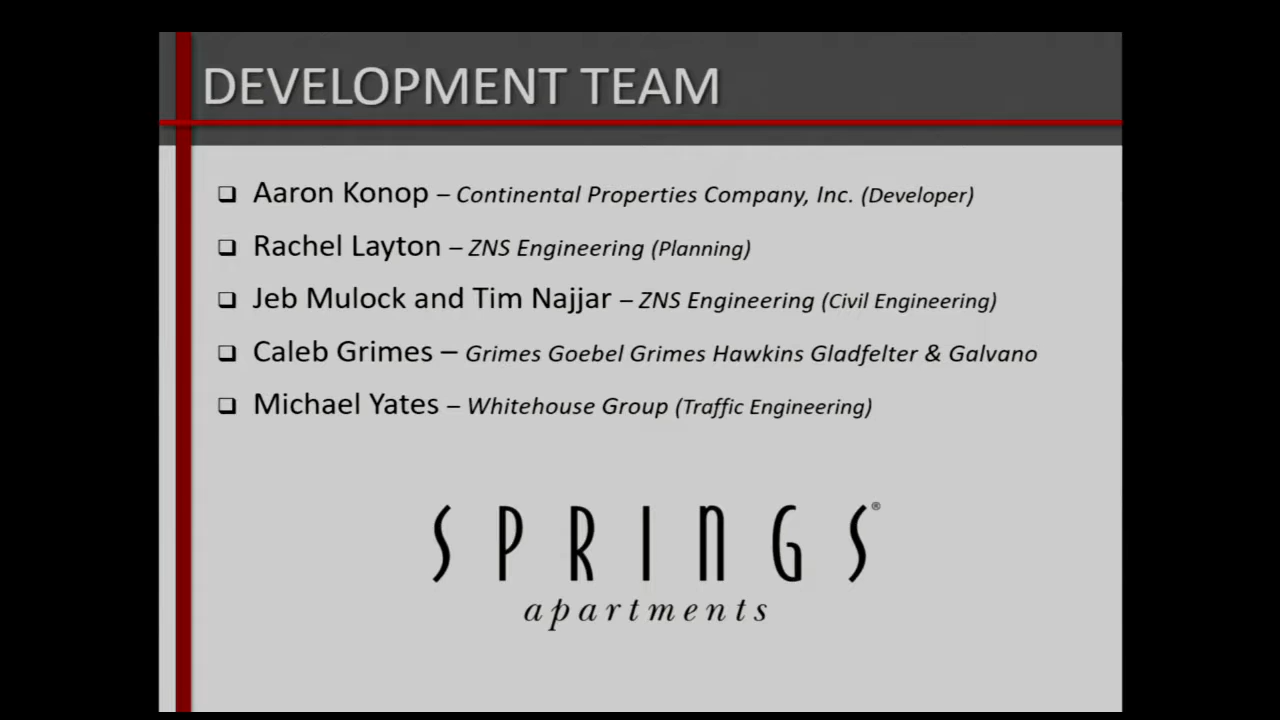 DEVELOPMENT TEAM
Aaron Konop – Continental Properties Company, Inc. (Developer)
Rachel Layton – ZNS Engineering (Planning)
Jeb Mulock and Tim Najjar – ZNS Engineering (Civil Engineering)
Caleb Grimes – Grimes Goebel Grimes Hawkins Gladfelter & Galvano
Michael Yates – Whitehouse Group (Traffic Engineering)
SPRINGS®
apartments